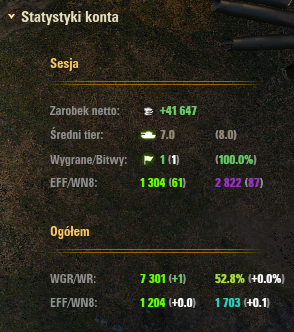 Statystyki konta
Sesja
Zarobek netto: +41 647
Średni tier: 7.0 (8.0)
Wygrane/Bitwy: 1 (1) (100.0%)
EFF/WN8: 1 304 (61) 2 822 (87)
Ogółem
WGR/WR: 7 301 (+1) 52.8% (+0.0%)
EFF/WN8: 1 204 (+0.0) 1 703 (+0.1)